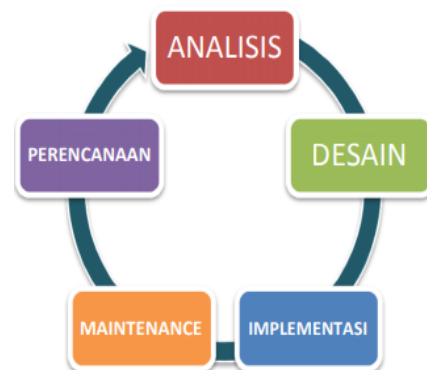 ANALISIS
DESAIN
IMPLEMENTASI
MAINTENANCE
PERENCANAAN